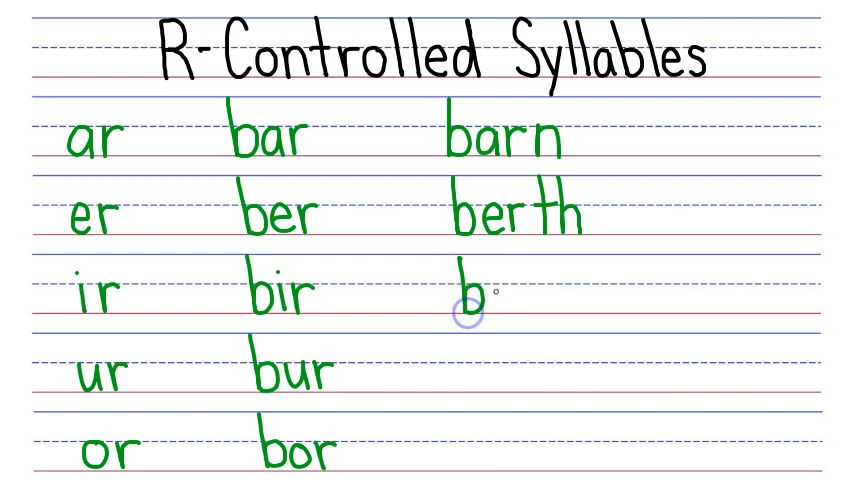 R-Controlled Syllables
ar bar barn
er ber berth
ir bir b
ur bur
or bor